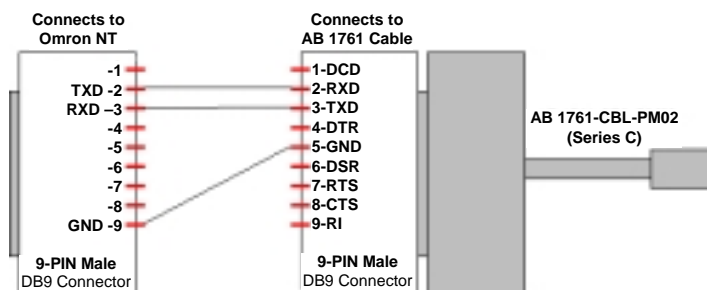 Connects to
Omron NT
-1
TXD -2
RXD –3
-4
-5
-6
-7
-8
GND -9
9-PIN Male
DB9 Connector
Connects to
AB 1761 Cable
1-DCD
2-RXD
3-TXD
4-DTR
5-GND
6-DSR
7-RTS
8-CTS
9-RI
9-PIN Male
DB9 Connector
AB 1761-CBL-PM02
(Series C)